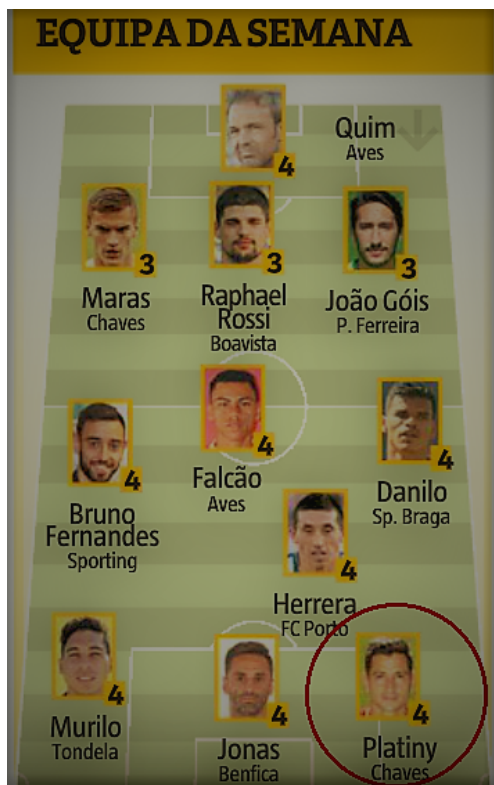 EQUIPA DA SEMANA
4
Quim
Aves
3
Maras
Chaves
3
Raphael
Rossi
Boavista
3
João Góis
P. Ferreira
4
Bruno
Fernandes
Sporting
4
Falcão
Aves
4
Danilo
Sp. Braga
4
Herrera
FC Porto
4
Murilo
Tondela
4
Jonas
Benfica
4
Platiny
Chaves